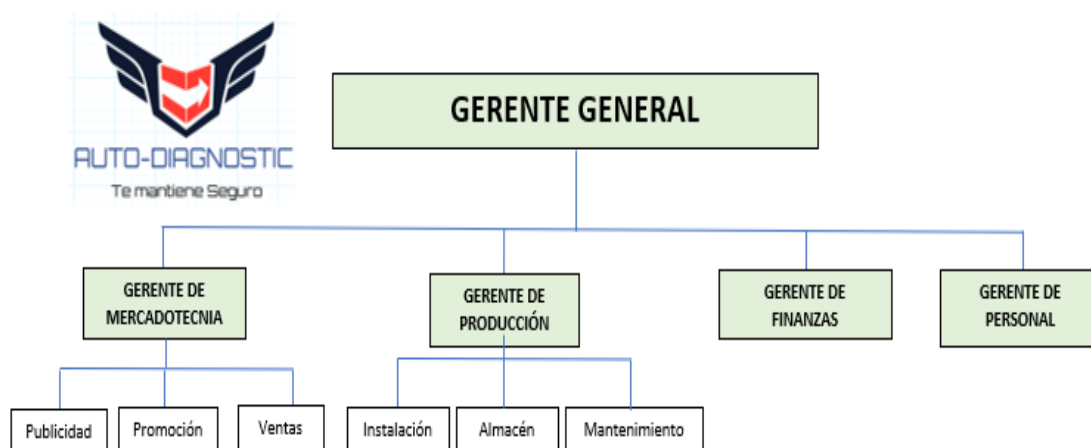 AUTO-DIAGNOSTIC
Te mantiene Seguro
GERENTE GENERAL
GERENTE DE
MERCADOTECNIA
GERENTE DE
PRODUCCIÓN
GERENTE DE
FINANZAS
GERENTE DE
PERSONAL
Publicidad
Promoción
Ventas
Instalación
Almacén
Mantenimiento